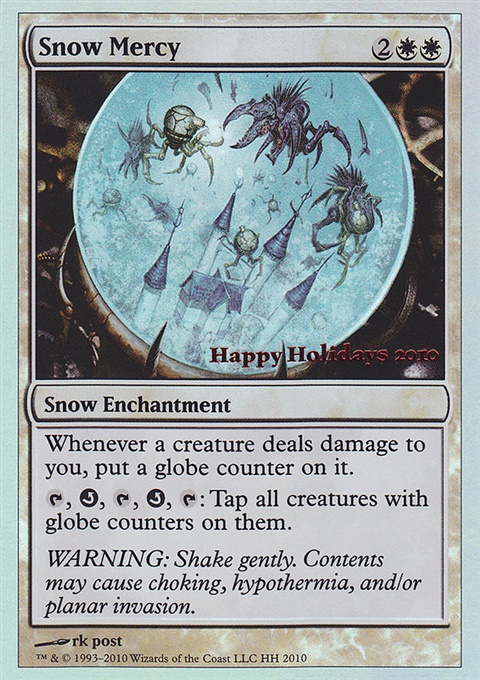 Snow Mercy 2
Happy Holidays 2010
Snow Enchantment
Whenever a creature deals damage to
you, put a globe counter on it.
, , , , : Tap all creatures with
globe counters on them.
WARNING: Shake gently. Contents
may cause choking, hypothermia, and/or
planar invasion.
rk post
™ & © 1993–2010 Wizards of the Coast LLC HH 2010